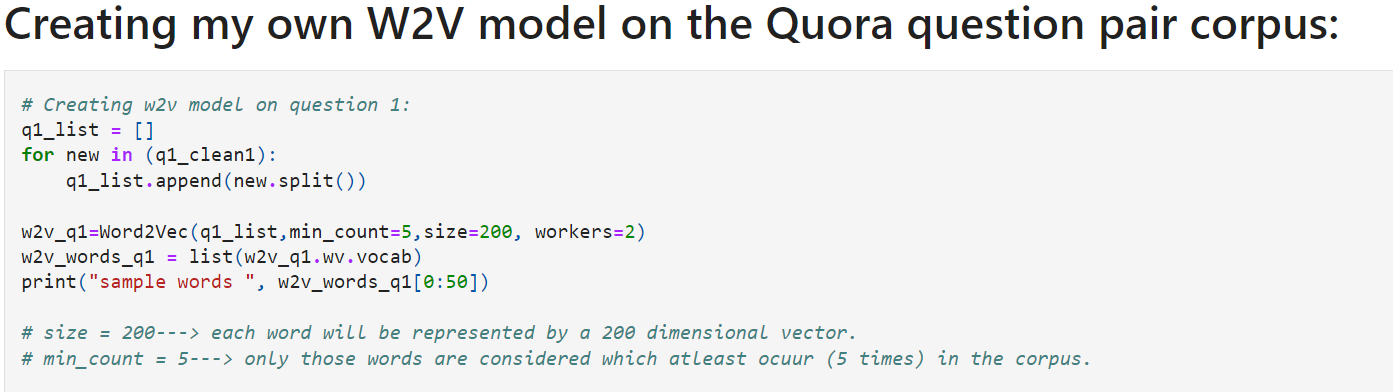 Creating my own W2V model on the Quora question pair corpus:
# Creating w2v model on question 1:
q1_list = []
for new in (q1_clean1):
    q1_list.append(new.split())
w2v_q1=Word2Vec(q1_list,min_count=5,size=200, workers=2)
w2v_words_q1 = list(w2v_q1.wv.vocab)
print("sample words ", w2v_words_q1[0:50])
# size = 200---> each word will be represented by a 200 dimensional vector.
# min_count = 5---> only those words are considered which atleast ocuur (5 times) in the corpus.